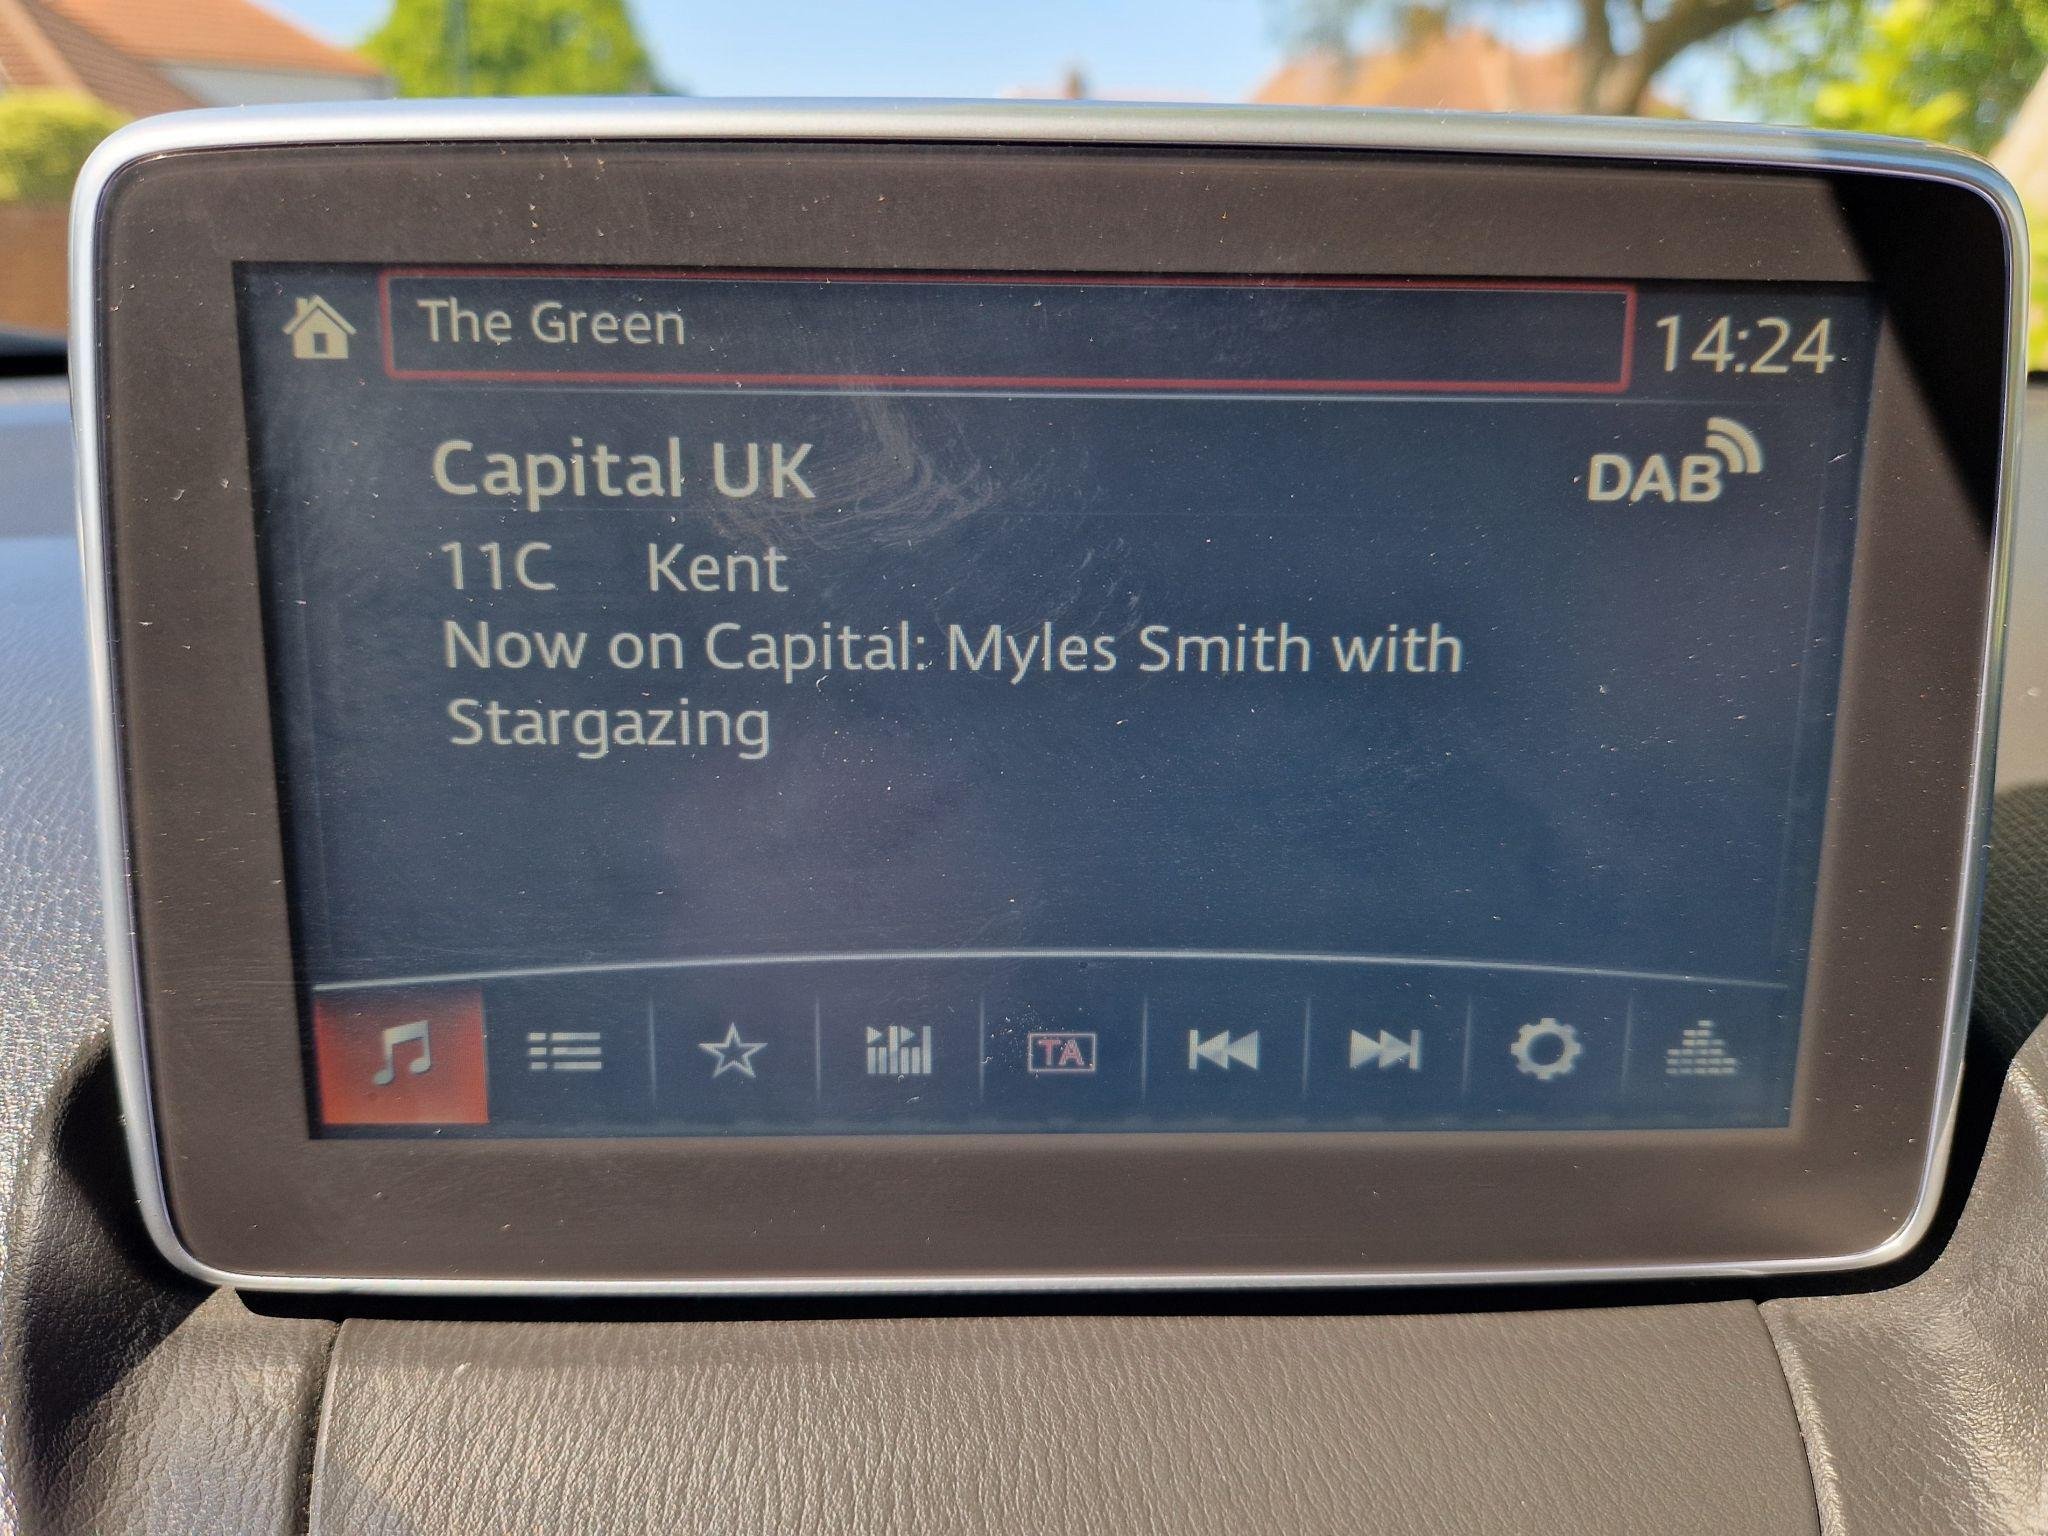 The Green
14:24
Capital UK
DAB
11C Kent
Now on Capital: Myles Smith with
Stargazing
TA